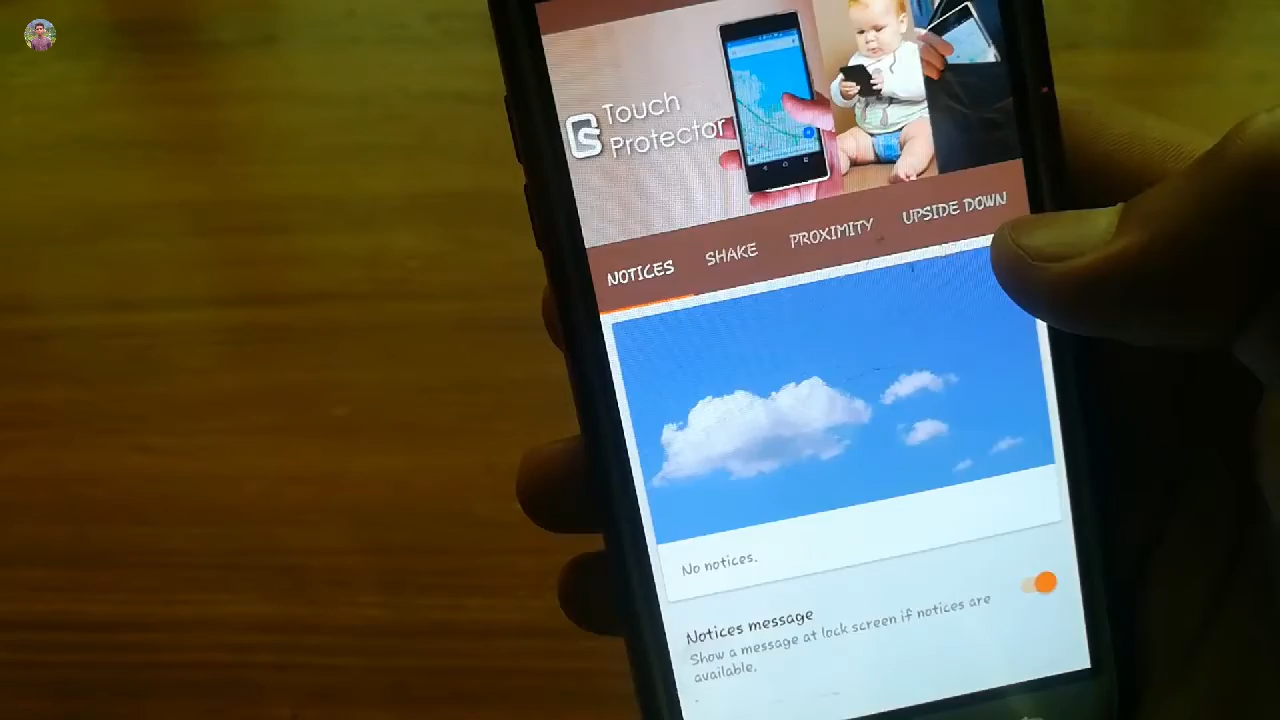 Touch
Protector
NOTICES SHAKE PROXIMITY UPSIDE DOWN
No notices.
Notices message
Show a message at lock screen if notices are
available.